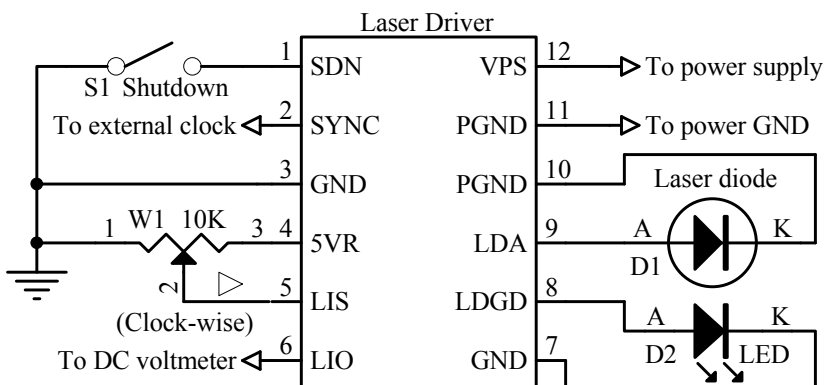 Laser Driver
1 SDN VPS 12 To power supply
S1 Shutdown
To external clock 2 SYNC PGND 11 To power GND
3 GND PGND 10
Laser diode
1 W1 10K 3 4 5VR LDA 9 A K
D1
2 5 LIS LDGD 8
(Clock-wise) A K
To DC voltmeter 6 LIO GND 7 D2 LED